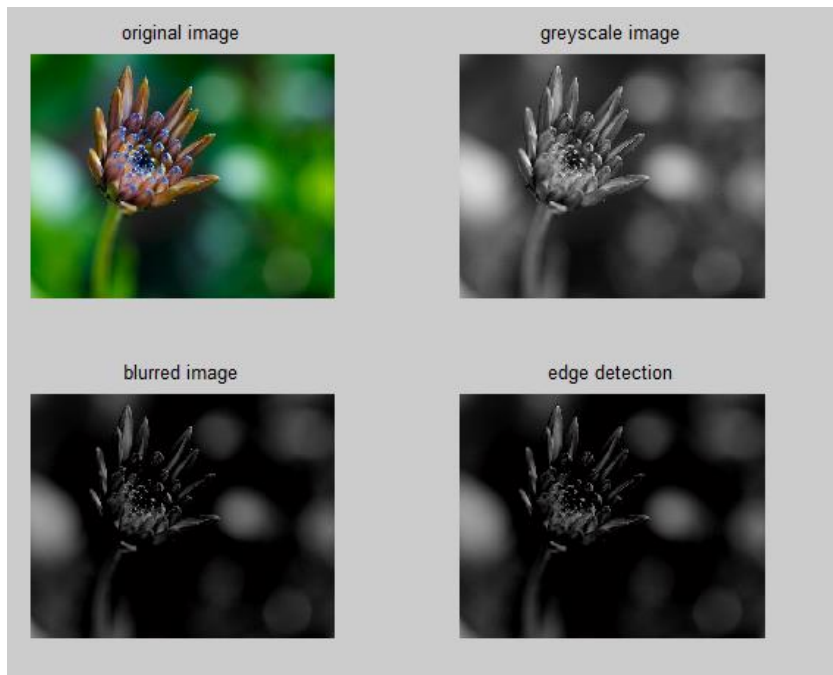 original image
greyscale image
blurred image
edge detection